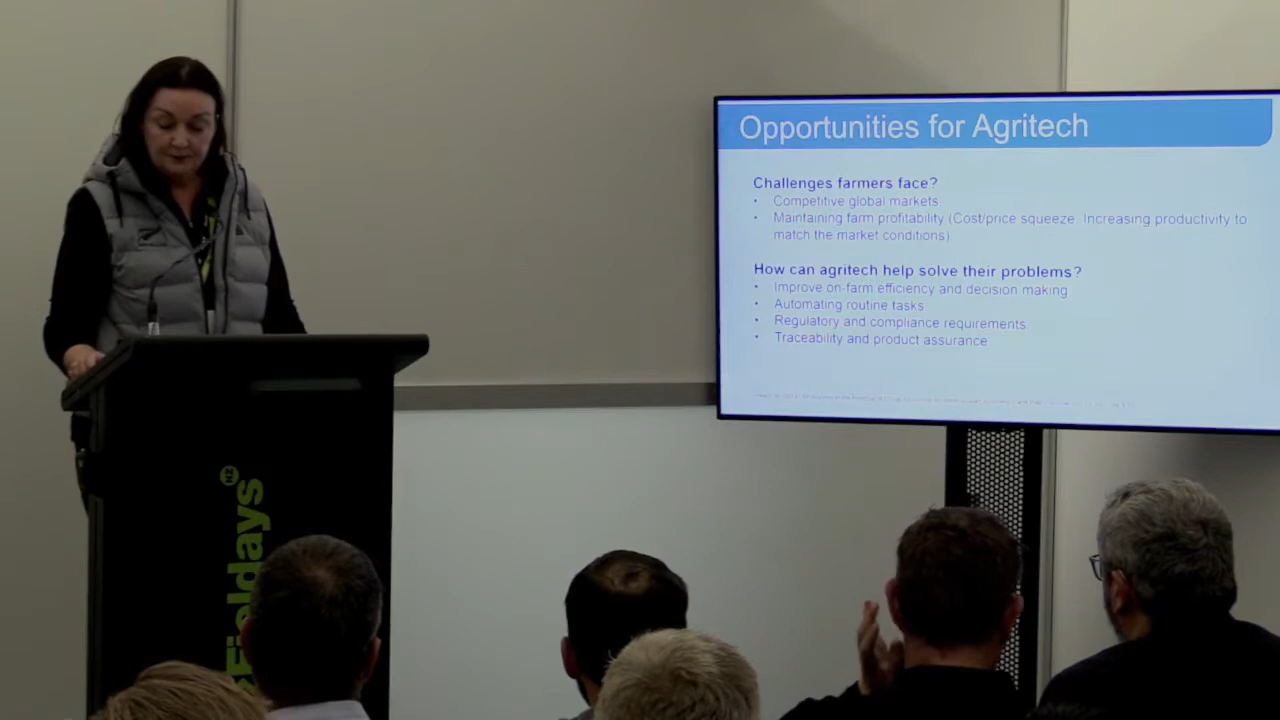 Opportunities for Agritech
Challenges farmers face?
• Competitive global markets
• Maintaining farm profitability (Cost/price squeeze. Increasing productivity to
match the market conditions)
How can agritech help solve their problems?
• Improve on-farm efficiency and decision making
• Automating routine tasks
• Regulatory and compliance requirements
• Traceability and product assurance
Fieldays
NZ